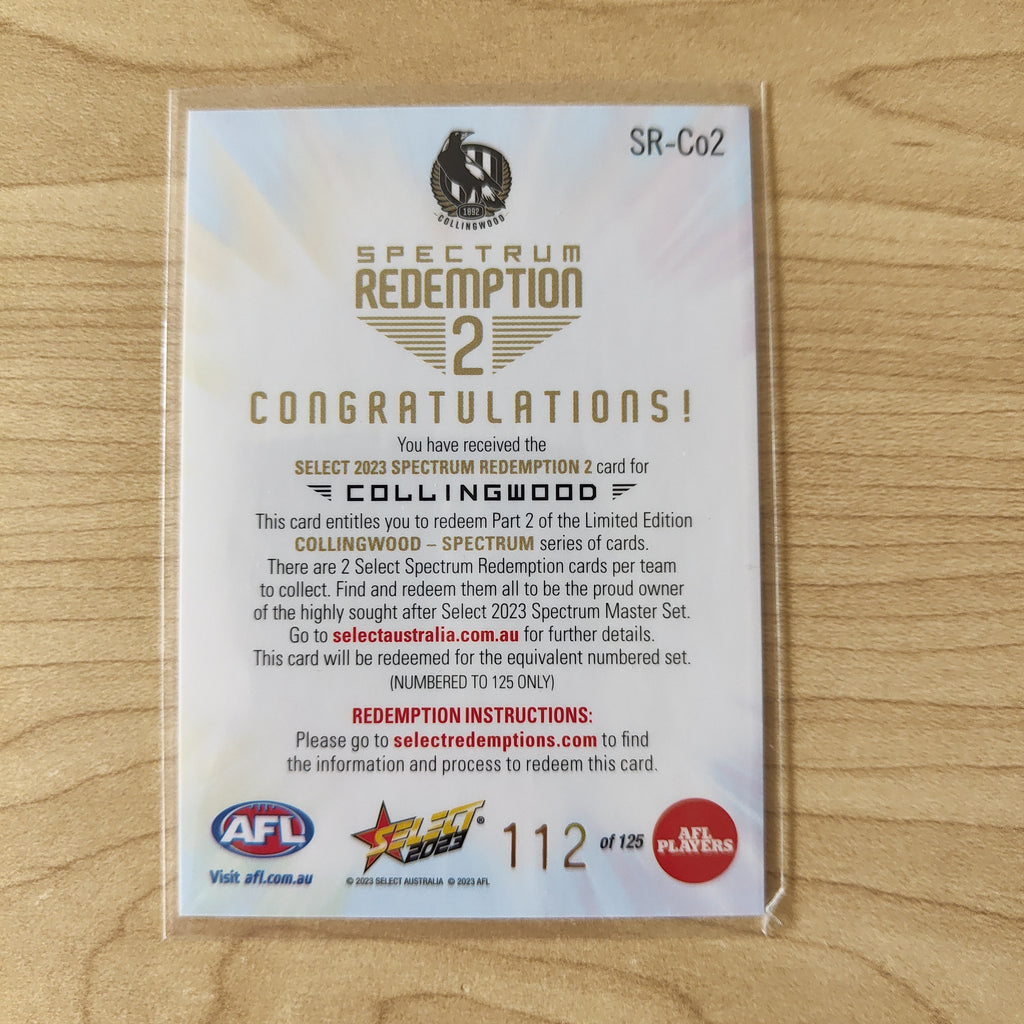 SR-Co2
1892
COLLINGWOOD
SPECTRUM
REDEMPTION
2
CONGRATULATIONS!
You have received the
SELECT 2023 SPECTRUM REDEMPTION 2 card for
COLLINGWOOD
This card entitles you to redeem Part 2 of the Limited Edition
COLLINGWOOD – SPECTRUM series of cards.
There are 2 Select Spectrum Redemption cards per team
to collect. Find and redeem them all to be the proud owner
of the highly sought after Select 2023 Spectrum Master Set.
Go to selectaustralia.com.au for further details.
This card will be redeemed for the equivalent numbered set.
(NUMBERED TO 125 ONLY)
REDEMPTION INSTRUCTIONS:
Please go to selectredemptions.com to find
the information and process to redeem this card.
AFL
Visit afl.com.au
SELECT®
2023
© 2023 SELECT AUSTRALIA © 2023 AFL
112 of 125
AFL
PLAYERS